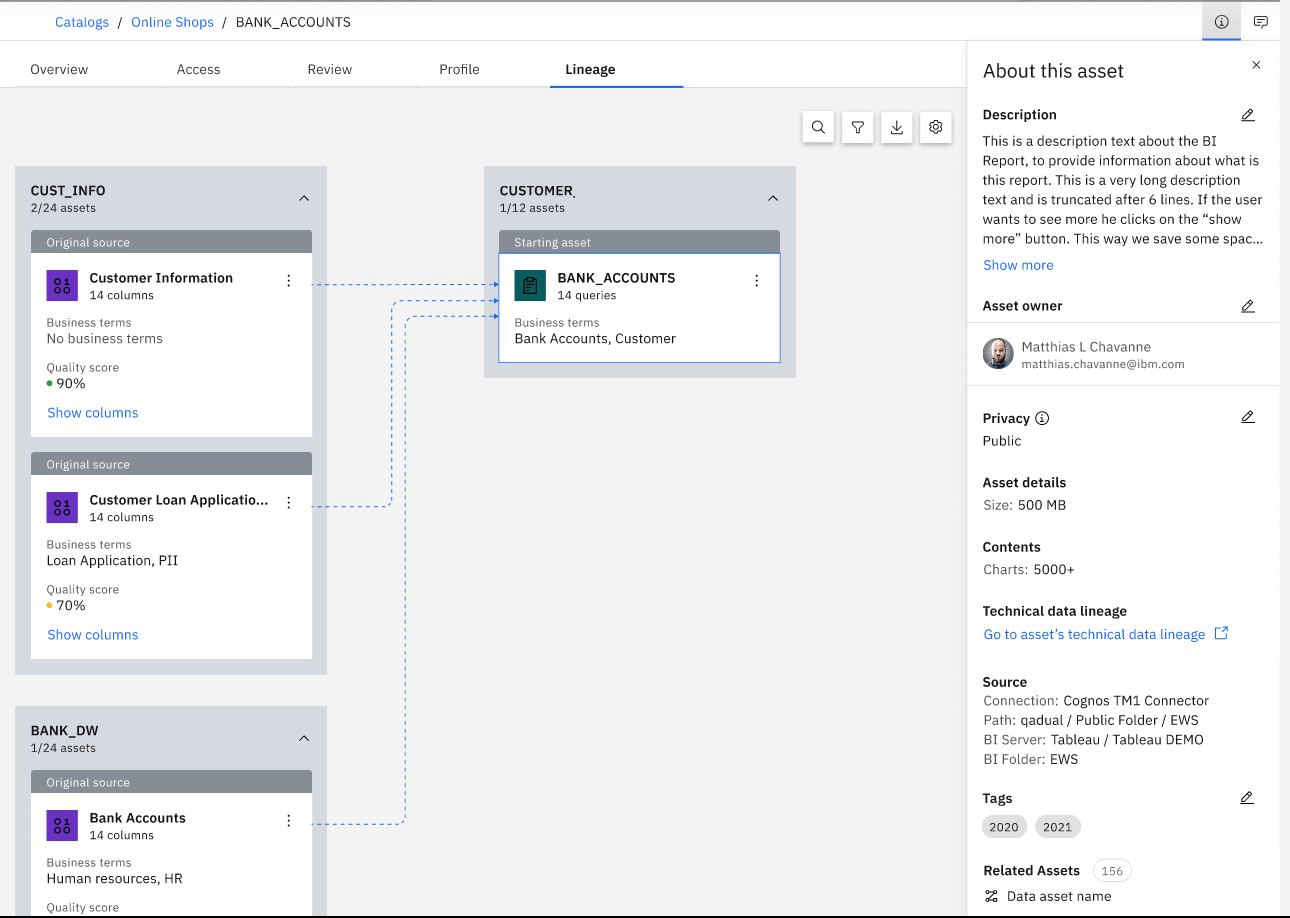 Catalogs / Online Shops / BANK_ACCOUNTS
Overview
Access
Review
Profile
Lineage
CUST_INFO
2/24 assets
Original source
Customer Information
14 columns
Business terms
No business terms
Quality score
90%
Show columns
Original source
Customer Loan Applicatio...
14 columns
Business terms
Loan Application, PII
Quality score
70%
Show columns
BANK_DW
1/24 assets
Original source
Bank Accounts
14 columns
Business terms
Human resources, HR
Quality score
CUSTOMER.
1/12 assets
Starting asset
BANK_ACCOUNTS
14 queries
Business terms
Bank Accounts, Customer
About this asset
Description
This is a description text about the BI
Report, to provide information about what is
this report. This is a very long description
text and is truncated after 6 lines. If the user
wants to see more he clicks on the “show
more” button. This way we save some spac...
Show more
Asset owner
Matthias L Chavanne
matthias.chavanne@ibm.com
Privacy
Public
Asset details
Size: 500 MB
Contents
Charts: 5000+
Technical data lineage
Go to asset’s technical data lineage
Source
Connection: Cognos TM1 Connector
Path: qadual / Public Folder / EWS
BI Server: Tableau / Tableau DEMO
BI Folder: EWS
Tags
2020 2021
Related Assets 156
Data asset name